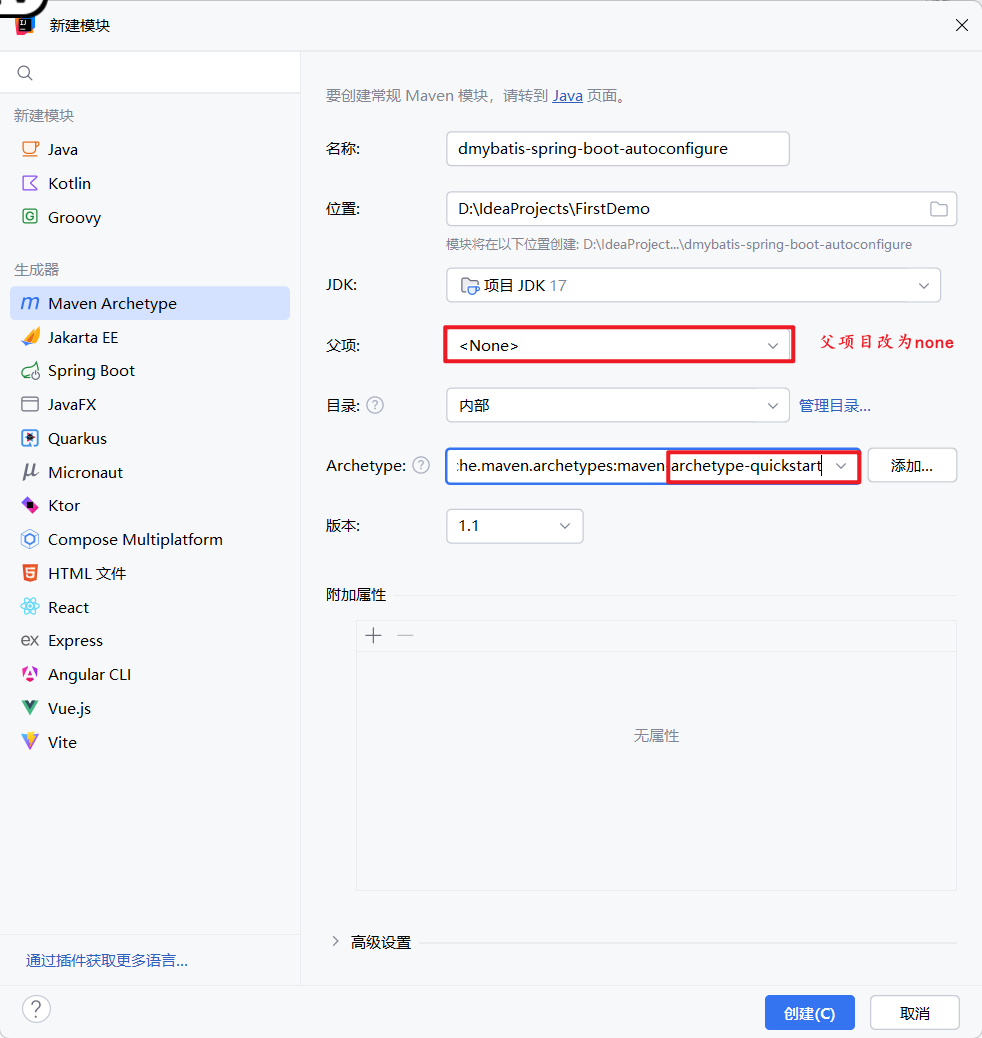 新建模块
要创建常规 Maven 模块，请转到 Java 页面。
新建模块
Java
Kotlin
Groovy
生成器
Maven Archetype
Jakarta EE
Spring Boot
JavaFX
Quarkus
Micronaut
Ktor
Compose Multiplatform
HTML 文件
React
ex Express
Angular CLI
Vue.js
Vite
通过插件获取更多语言...
名称: dmybatis-spring-boot-autoconfigure
位置: D:\IdeaProjects\FirstDemo
模块将在以下位置创建: D:\IdeaProject...\dmybatis-spring-boot-autoconfigure
JDK: 项目 JDK 17
父项: <None> 父项目改为none
目录: ? 内部 管理目录...
Archetype: ? :he.maven.archetypes:maven-archetype-quickstart 添加...
版本: 1.1
附加属性
无属性
高级设置
? 创建(C) 取消